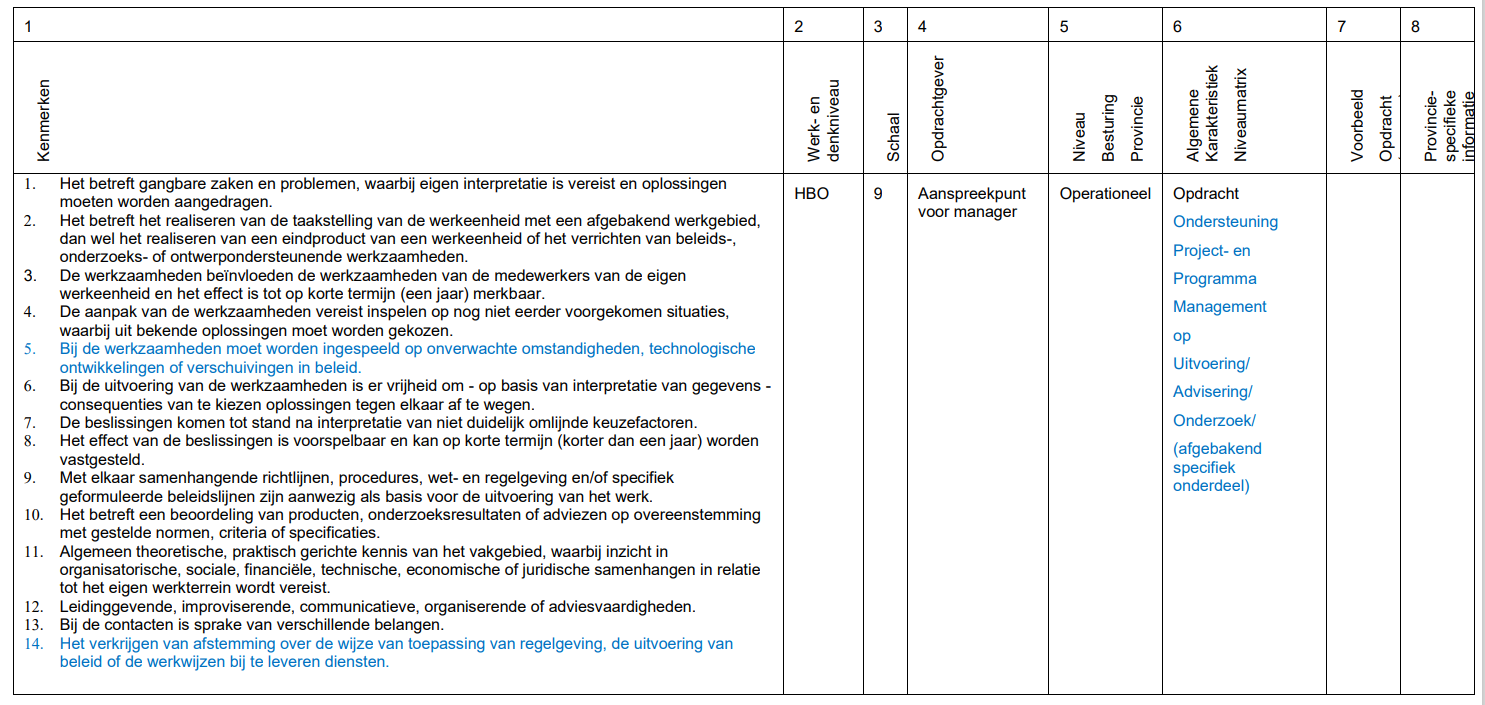 1 2 3 4 5 6 7 8
Kenmerken
Werk- en
denkniveau
Schaal
Opdrachtgever
Niveau
Besturing
Provincie
Algemene
Karakteristiek
Niveaumatrix
Voorbeeld
Opdracht
Provincie-
specifieke
informatie
1. Het betreft gangbare zaken en problemen, waarbij eigen interpretatie is vereist en oplossingen
moeten worden aangedragen.
2. Het betreft het realiseren van de taakstelling van de werkeenheid met een afgebakend werkgebied,
dan wel het realiseren van een eindproduct van een werkeenheid of het verrichten van beleids-,
onderzoeks- of ontwerpondersteunende werkzaamheden.
3. De werkzaamheden beïnvloeden de werkzaamheden van de medewerkers van de eigen
werkeenheid en het effect is tot op korte termijn (een jaar) merkbaar.
4. De aanpak van de werkzaamheden vereist inspelen op nog niet eerder voorgekomen situaties,
waarbij uit bekende oplossingen moet worden gekozen.
5. Bij de werkzaamheden moet worden ingespeeld op onverwachte omstandigheden, technologische
ontwikkelingen of verschuivingen in beleid.
6. Bij de uitvoering van de werkzaamheden is er vrijheid om - op basis van interpretatie van gegevens -
consequenties van te kiezen oplossingen tegen elkaar af te wegen.
7. De beslissingen komen tot stand na interpretatie van niet duidelijk omlijnde keuzefactoren.
8. Het effect van de beslissingen is voorspelbaar en kan op korte termijn (korter dan een jaar) worden
vastgesteld.
9. Met elkaar samenhangende richtlijnen, procedures, wet- en regelgeving en/of specifiek
geformuleerde beleidslijnen zijn aanwezig als basis voor de uitvoering van het werk.
10. Het betreft een beoordeling van producten, onderzoeksresultaten of adviezen op overeenstemming
met gestelde normen, criteria of specificaties.
11. Algemeen theoretische, praktisch gerichte kennis van het vakgebied, waarbij inzicht in
organisatorische, sociale, financiële, technische, economische of juridische samenhangen in relatie
tot het eigen werkterrein wordt vereist.
12. Leidinggevende, improviserende, communicatieve, organiserende of adviesvaardigheden.
13. Bij de contacten is sprake van verschillende belangen.
14. Het verkrijgen van afstemming over de wijze van toepassing van regelgeving, de uitvoering van
beleid of de werkwijzen bij te leveren diensten.
HBO
9
Aanspreekpunt
voor manager
Operationeel
Opdracht
Ondersteuning
Project- en
Programma
Management
op
Uitvoering/
Advisering/
Onderzoek/
(afgebakend
specifiek
onderdeel)